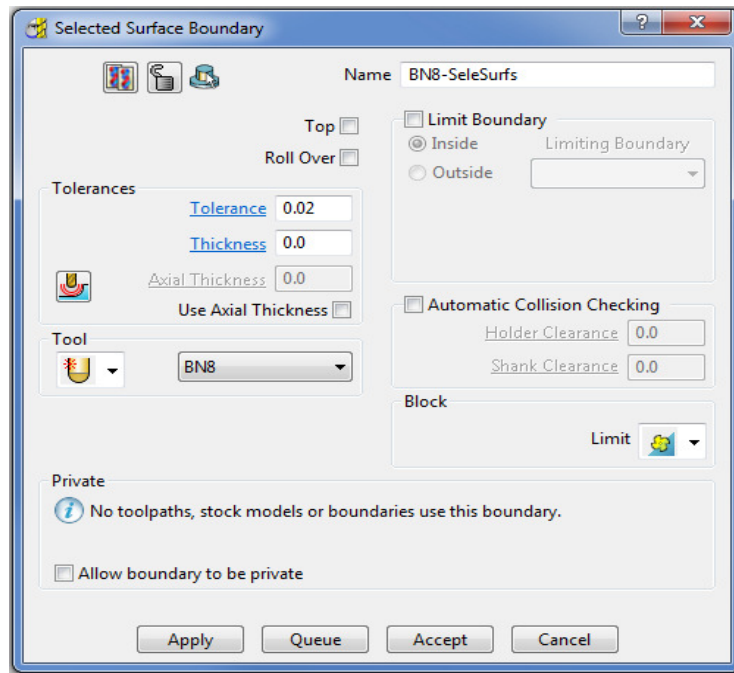 Selected Surface Boundary
Name BN8-SeleSurfs
Top
Roll Over
Limit Boundary
Inside Limiting Boundary
Outside
Tolerances
Tolerance 0.02
Thickness 0.0
Axial Thickness 0.0
Use Axial Thickness
Automatic Collision Checking
Holder Clearance 0.0
Shank Clearance 0.0
Tool
BN8
Block
Limit
Private
No toolpaths, stock models or boundaries use this boundary.
Allow boundary to be private
Apply Queue Accept Cancel